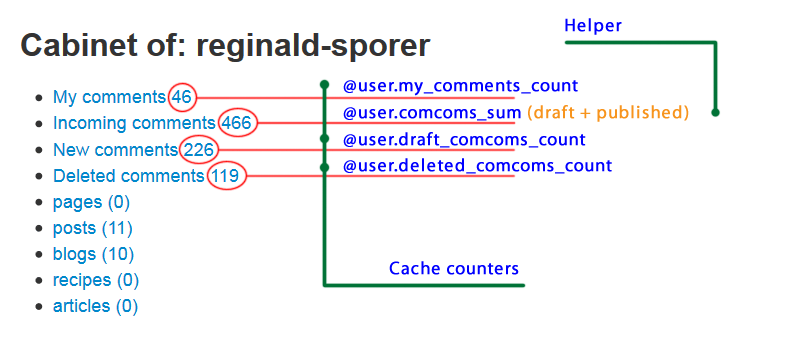 Helper
Cabinet of: reginald-sporer
My comments 46 @user.my_comments_count
Incoming comments 466 @user.comcoms_sum (draft + published)
New comments 226 @user.draft_comcoms_count
Deleted comments 119 @user.deleted_comcoms_count
pages (0)
posts (11)
blogs (10)
recipes (0)
articles (0)
Cache counters